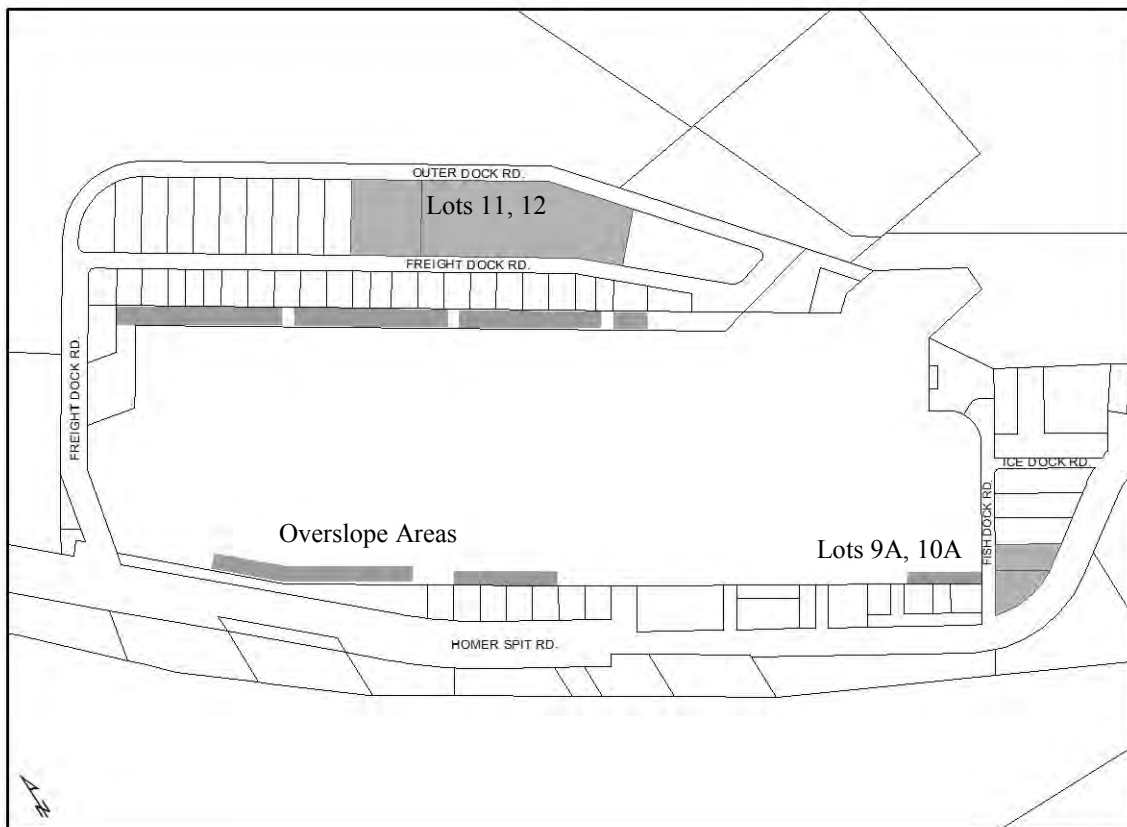 OUTER DOCK RD.
Lots 11, 12
FREIGHT DOCK RD.
FREIGHT DOCK RD.
ICE DOCK RD.
FISH DOCK RD.
Overslope Areas
Lots 9A, 10A
HOMER SPIT RD.
N